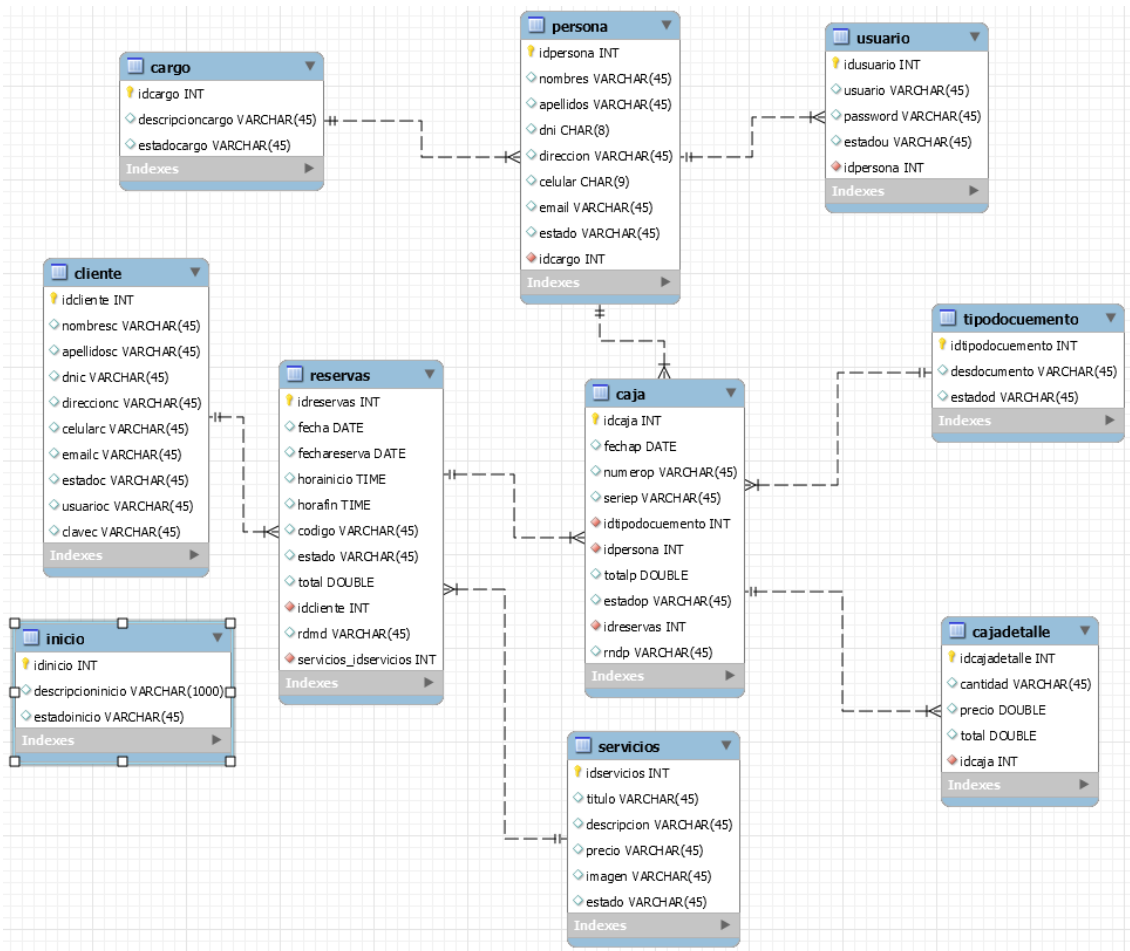 cargo
idcargo INT
descripcioncargo VARCHAR(45)
estadocargo VARCHAR(45)
Indexes
persona
idpersona INT
nombres VARCHAR(45)
apellidos VARCHAR(45)
dni CHAR(8)
direccion VARCHAR(45)
celular CHAR(9)
email VARCHAR(45)
estado VARCHAR(45)
idcargo INT
Indexes
usuario
idusuario INT
usuario VARCHAR(45)
password VARCHAR(45)
estadou VARCHAR(45)
idpersona INT
Indexes
cliente
idcliente INT
nombresc VARCHAR(45)
apellidosc VARCHAR(45)
dnic VARCHAR(45)
direccionc VARCHAR(45)
celularc VARCHAR(45)
emailc VARCHAR(45)
estadoc VARCHAR(45)
usuarioc VARCHAR(45)
clavec VARCHAR(45)
Indexes
reservas
idreservas INT
fecha DATE
fechareserva DATE
horainicio TIME
horafin TIME
codigo VARCHAR(45)
estado VARCHAR(45)
total DOUBLE
idcliente INT
rdmd VARCHAR(45)
servicios_idservicios INT
Indexes
caja
idcaja INT
fechap DATE
numerop VARCHAR(45)
seriep VARCHAR(45)
idtipodocuemento INT
idpersona INT
totalp DOUBLE
estadop VARCHAR(45)
idreservas INT
rndp VARCHAR(45)
Indexes
tipodocuemento
idtipodocuemento INT
desdocumento VARCHAR(45)
estadod VARCHAR(45)
Indexes
inicio
idinicio INT
descripcioninicio VARCHAR(1000)
estadoinicio VARCHAR(45)
Indexes
cajadetalle
idcajadetalle INT
cantidad VARCHAR(45)
precio DOUBLE
total DOUBLE
idcaja INT
Indexes
servicios
idservicios INT
titulo VARCHAR(45)
descripcion VARCHAR(45)
precio VARCHAR(45)
imagen VARCHAR(45)
estado VARCHAR(45)
Indexes